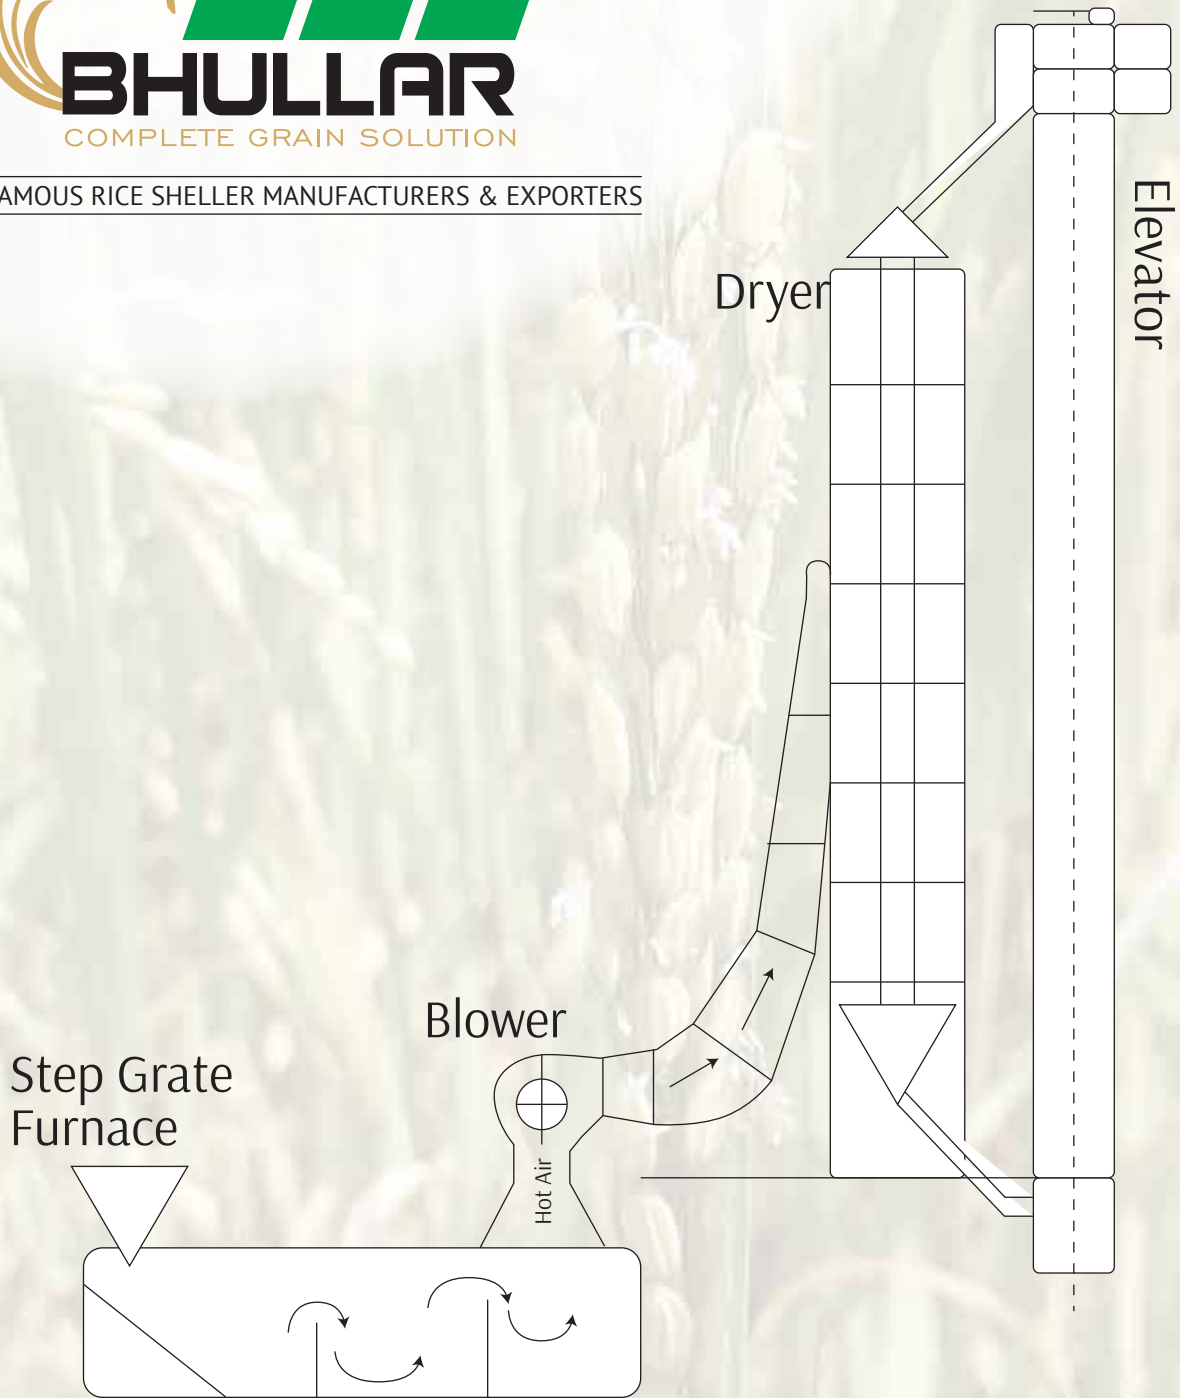 BHULLAR
COMPLETE GRAIN SOLUTION
AMOUS RICE SHELLER MANUFACTURERS & EXPORTERS
Elevator
Dryer
Blower
Step Grate
Furnace
Hot Air